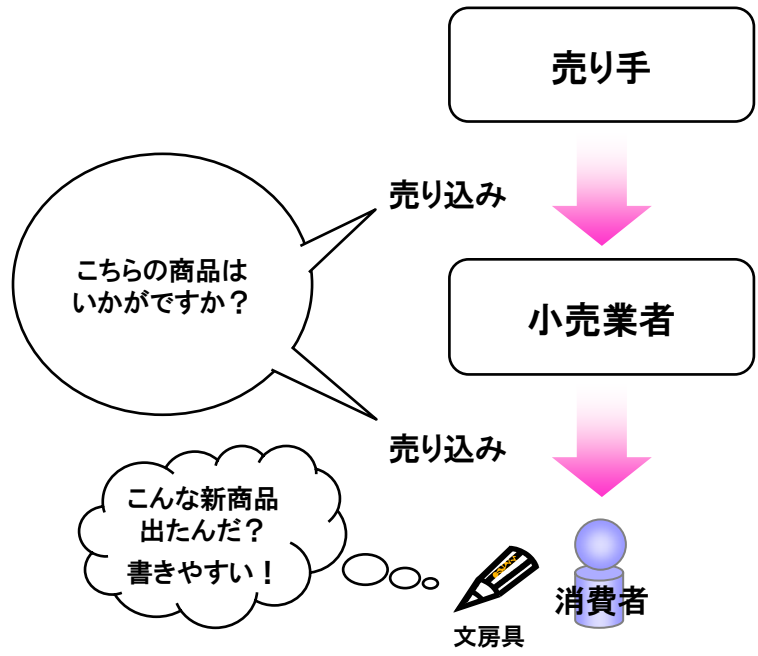 売り手
売り込み
こちらの商品は
いかがですか？
小売業者
売り込み
こんな新商品
出たんだ？
書きやすい！
消費者
文房具